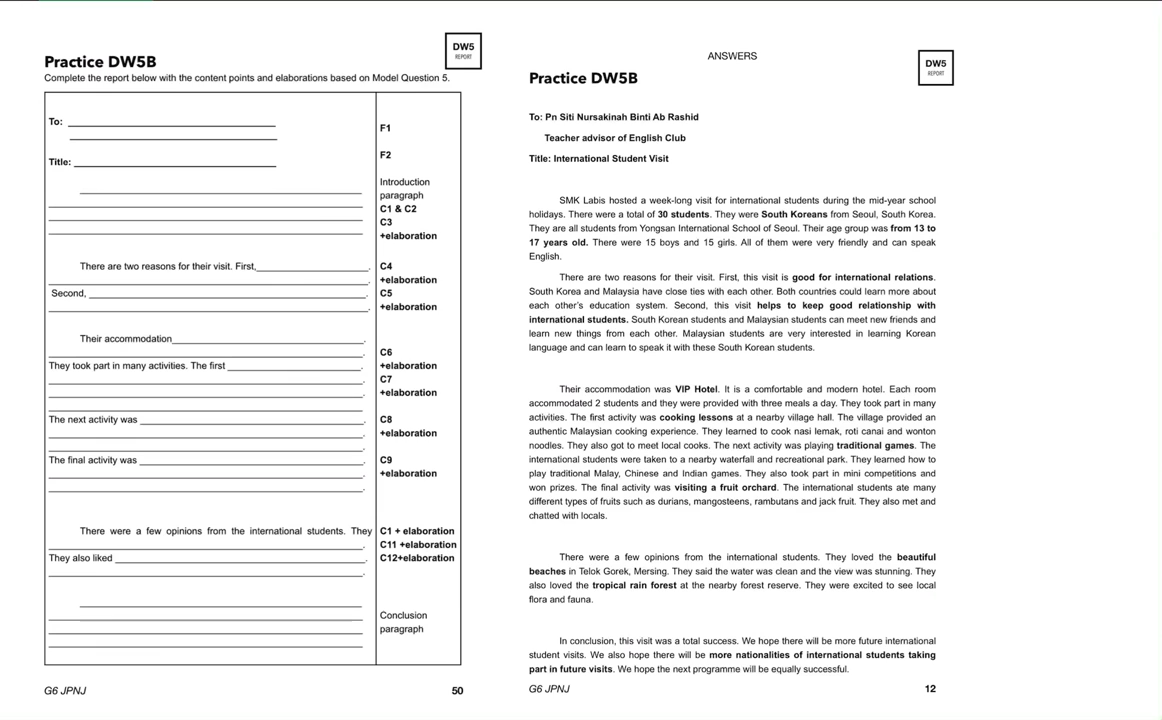 DW5
REPORT
Practice DW5B
Complete the report below with the content points and elaborations based on Model Question 5.
To:
F1
F2
Title:
Introduction
paragraph
C1 & C2
C3
+elaboration
There are two reasons for their visit. First, . C4
. +elaboration
Second, . C5
. +elaboration
Their accommodation .
. C6
They took part in many activities. The first . +elaboration
. C7
. +elaboration
.
The next activity was . C8
. +elaboration
.
The final activity was . C9
. +elaboration
.
There were a few opinions from the international students. They C1 + elaboration
. C11 +elaboration
They also liked . C12+elaboration
.
Conclusion
paragraph
G6 JPNJ 50
ANSWERS
DW5
REPORT
Practice DW5B
To: Pn Siti Nursakinah Binti Ab Rashid
Teacher advisor of English Club
Title: International Student Visit
SMK Labis hosted a week-long visit for international students during the mid-year school
holidays. There were a total of 30 students. They were South Koreans from Seoul, South Korea.
They are all students from Yongsan International School of Seoul. Their age group was from 13 to
17 years old. There were 15 boys and 15 girls. All of them were very friendly and can speak
English.
There are two reasons for their visit. First, this visit is good for international relations.
South Korea and Malaysia have close ties with each other. Both countries could learn more about
each other's education system. Second, this visit helps to keep good relationship with
international students. South Korean students and Malaysian students can meet new friends and
learn new things from each other. Malaysian students are very interested in learning Korean
language and can learn to speak it with these South Korean students.
Their accommodation was VIP Hotel. It is a comfortable and modern hotel. Each room
accommodated 2 students and they were provided with three meals a day. They took part in many
activities. The first activity was cooking lessons at a nearby village hall. The village provided an
authentic Malaysian cooking experience. They learned to cook nasi lemak, roti canai and wonton
noodles. They also got to meet local cooks. The next activity was playing traditional games. The
international students were taken to a nearby waterfall and recreational park. They learned how to
play traditional Malay, Chinese and Indian games. They also took part in mini competitions and
won prizes. The final activity was visiting a fruit orchard. The international students ate many
different types of fruits such as durians, mangosteens, rambutans and jack fruit. They also met and
chatted with locals.
There were a few opinions from the international students. They loved the beautiful
beaches in Telok Gorek, Mersing. They said the water was clean and the view was stunning. They
also loved the tropical rain forest at the nearby forest reserve. They were excited to see local
flora and fauna.
In conclusion, this visit was a total success. We hope there will be more future international
student visits. We also hope there will be more nationalities of international students taking
part in future visits. We hope the next programme will be equally successful.
G6 JPNJ 12